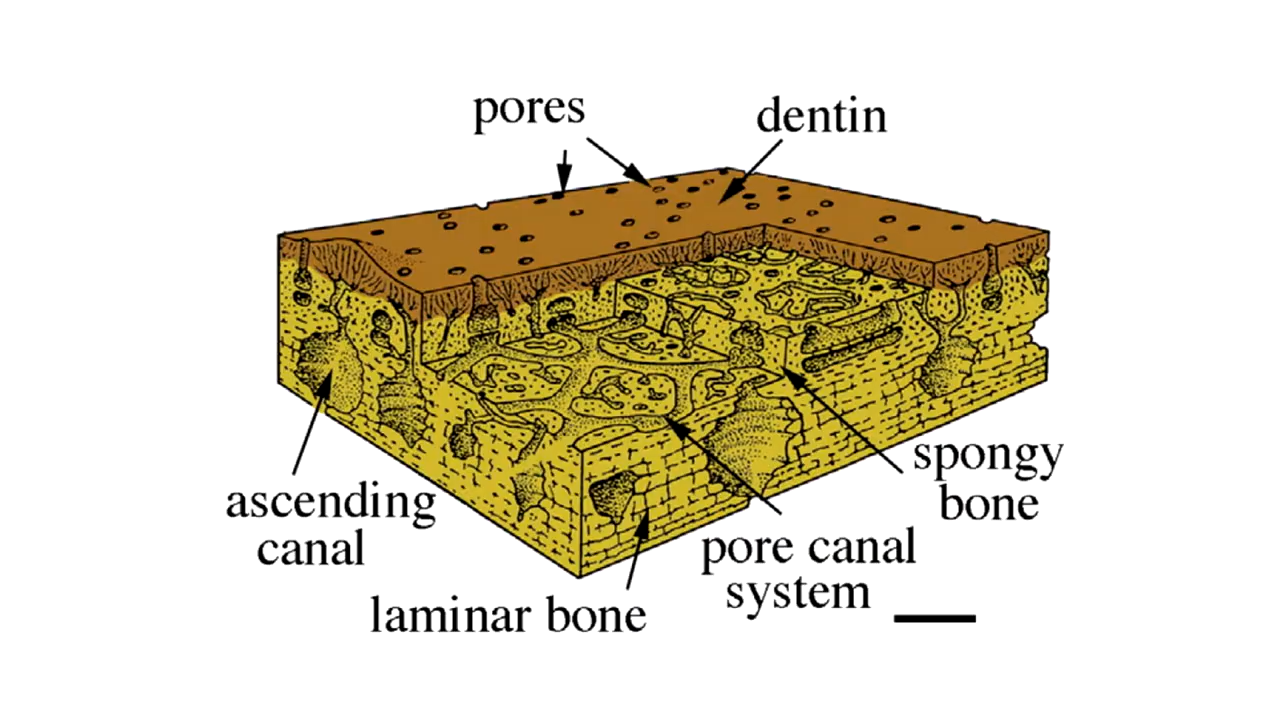 pores
dentin
spongy
bone
ascending
canal
pore canal
system
laminar bone